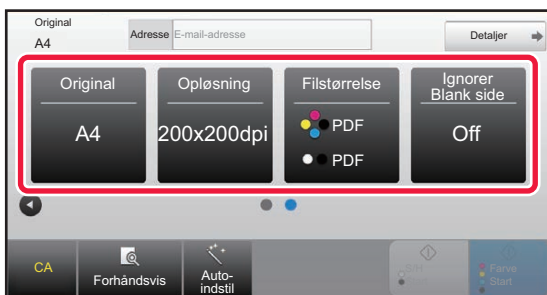 Original
A4
Adresse E-mail-adresse
Detaljer
Original
A4
Opløsning
200x200dpi
Filstørrelse
PDF
PDF
Ignorer
Blank side
Off
CA
Forhåndsvis
Auto-
indstil
S/H
Start
Farve
Start